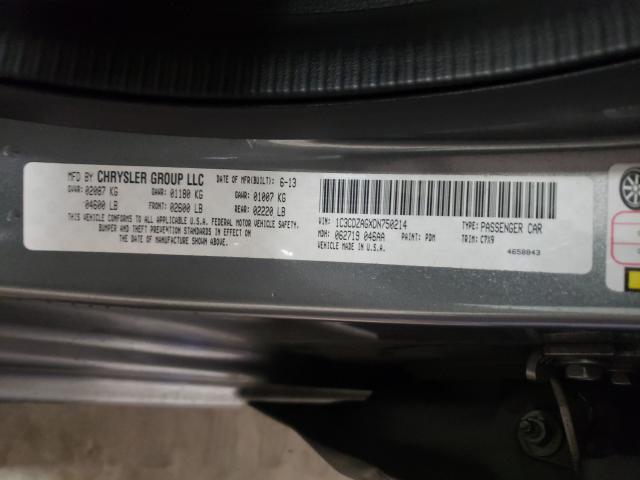 MFD BY CHRYSLER GROUP LLC DATE OF MFR(BUILT): 6-13
GVWR: 02087 KG GAWR: 01180 KG GAWR: 01007 KG
04600 LB FRONT: 02600 LB REAR: 02220 LB
THIS VEHICLE CONFORMS TO ALL U.S.A. FEDERAL MOTOR VEHICLE SAFETY,
BUMPER AND THEFT PREVENTION STANDARDS IN EFFECT ON
THE DATE OF MANUFACTURE SHOWN ABOVE.
VIN: 1C3CDZAGXDN750214 TYPE: PASSENGER CAR
MDH: 062719 046AA PAINT: PDM TRIM: C7X9
VEHICLE MADE IN U.S.A. 4658843